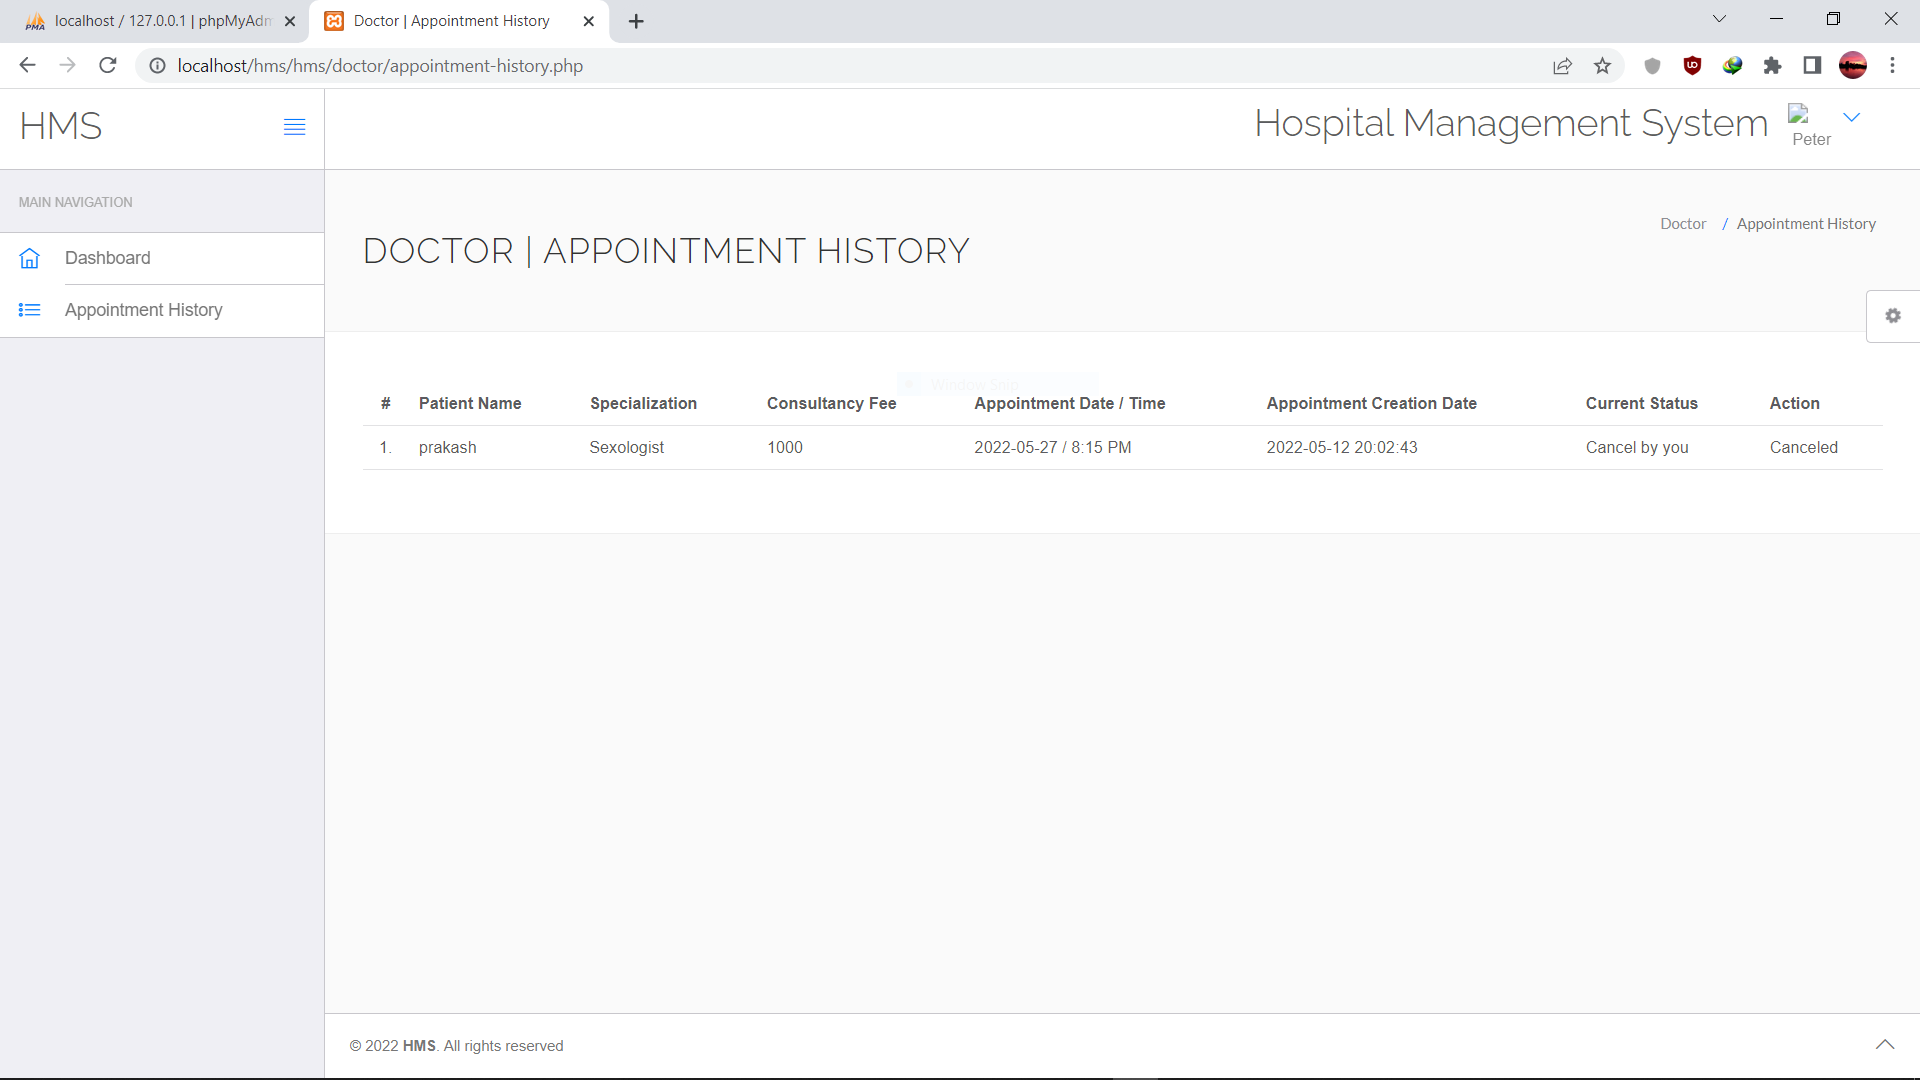 localhost / 127.0.0.1 | phpMyAdm
Doctor | Appointment History
localhost/hms/hms/doctor/appointment-history.php
HMS
Hospital Management System
Peter
MAIN NAVIGATION
Dashboard
Appointment History
DOCTOR | APPOINTMENT HISTORY
Doctor / Appointment History
Window Snip
# Patient Name Specialization Consultancy Fee Appointment Date / Time Appointment Creation Date Current Status Action
1. prakash Sexologist 1000 2022-05-27 / 8:15 PM 2022-05-12 20:02:43 Cancel by you Canceled
© 2022 HMS. All rights reserved